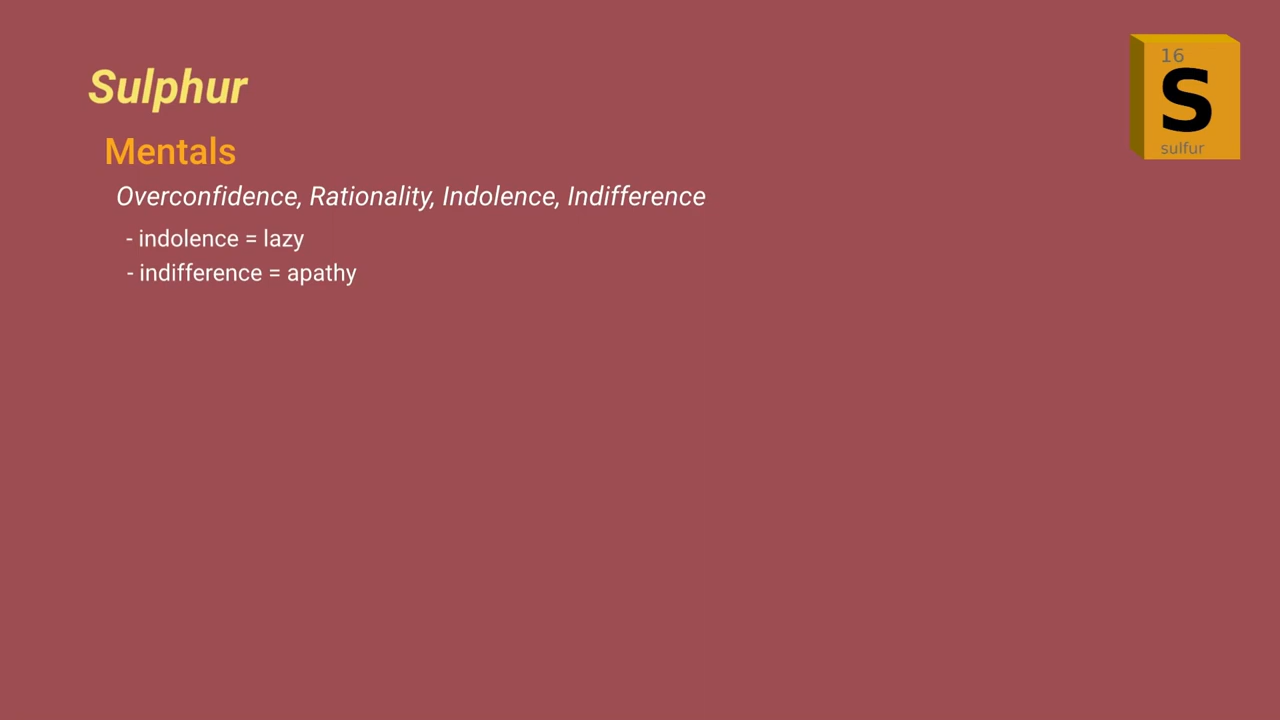 Sulphur
Mentals
Overconfidence, Rationality, Indolence, Indifference
- indolence = lazy
- indifference = apathy
16
S
sulfur